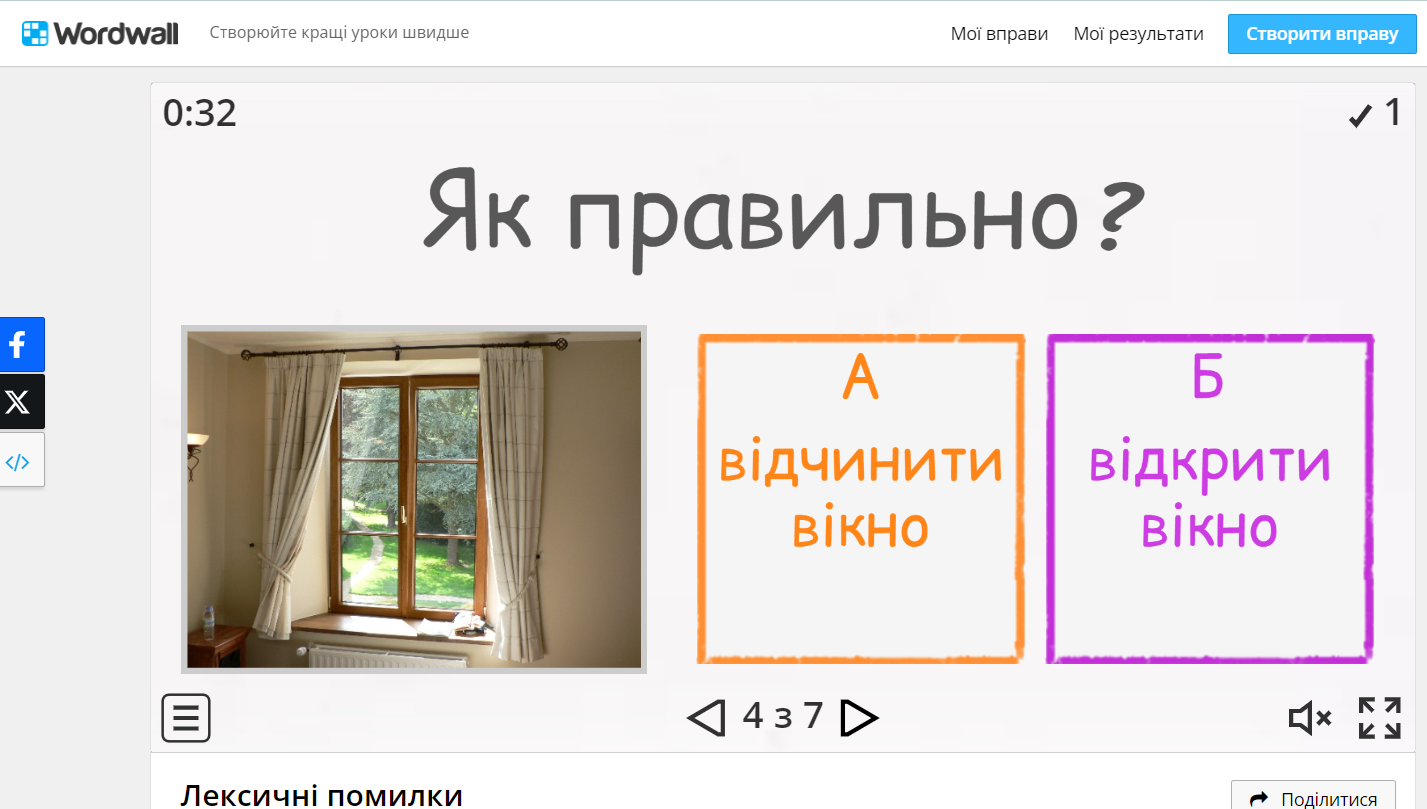 Wordwall Створюйте кращі уроки швидше Мої вправи Мої результати Створити вправу
0:32 1
Як правильно?
А
відчинити
вікно
Б
відкрити
вікно
4 з 7
Лексичні помилки
Поділитися